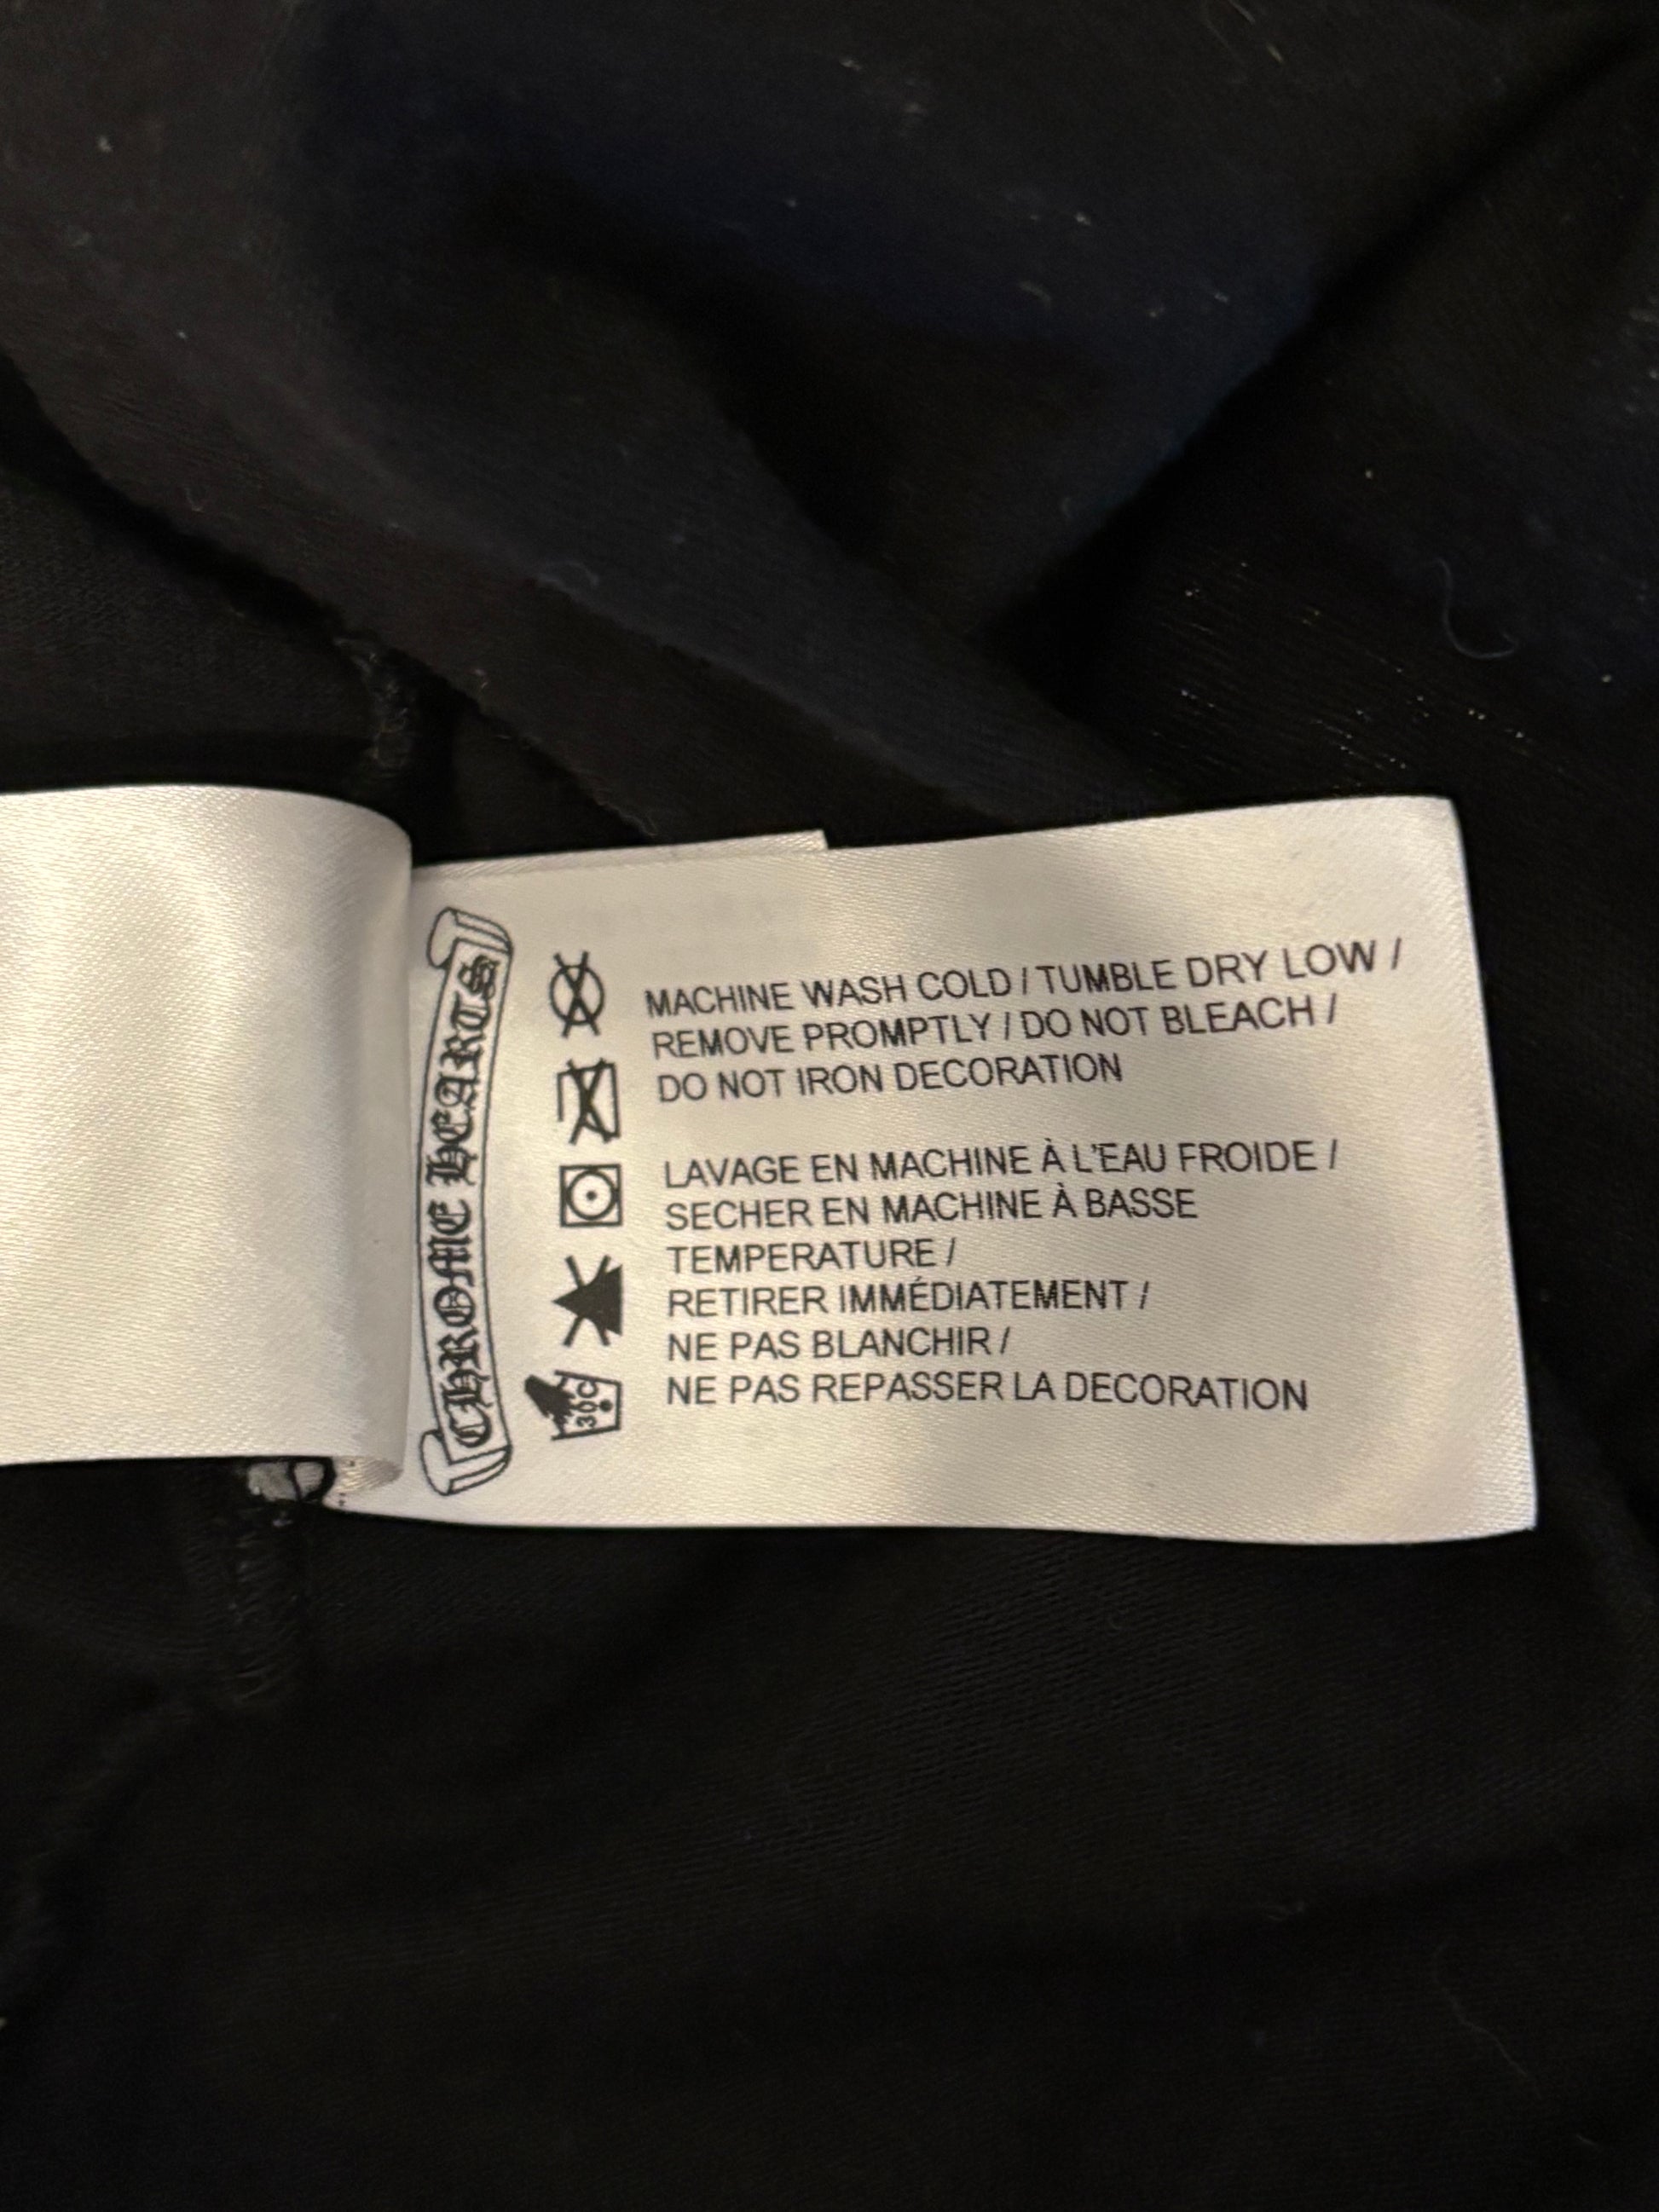 CHROME HEARTS
MACHINE WASH COLD / TUMBLE DRY LOW /
REMOVE PROMPTLY / DO NOT BLEACH /
DO NOT IRON DECORATION
LAVAGE EN MACHINE À L'EAU FROIDE /
SECHER EN MACHINE À BASSE
TEMPERATURE /
RETIRER IMMÉDIATEMENT /
NE PAS BLANCHIR /
NE PAS REPASSER LA DECORATION
30C